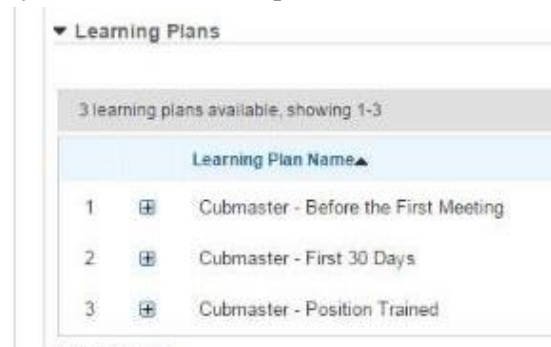 Learning Plans
3 learning plans available, showing 1-3
Learning Plan Name
1 Cubmaster - Before the First Meeting
2 Cubmaster - First 30 Days
3 Cubmaster - Position Trained